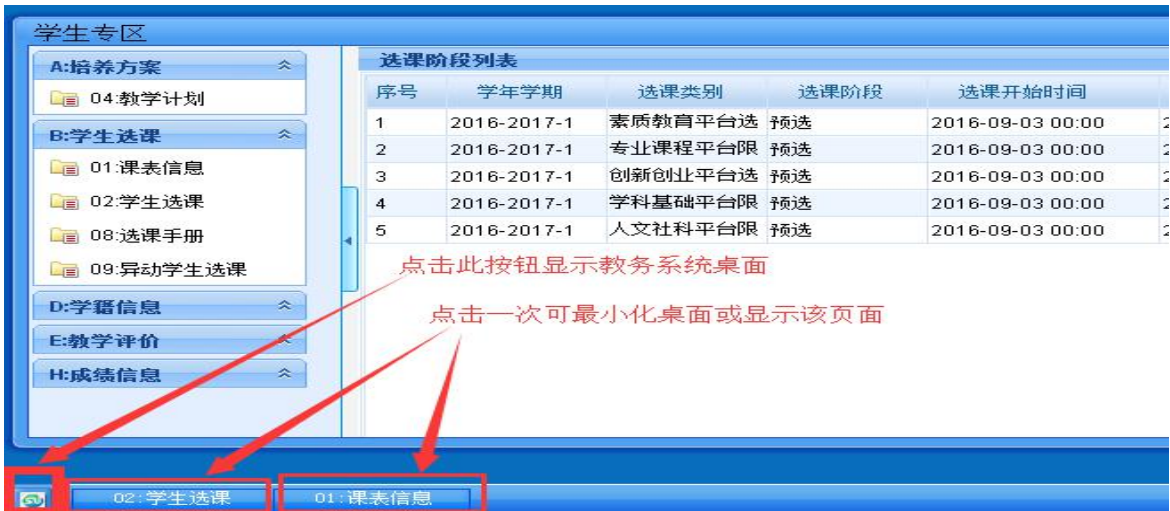 学生专区
A:培养方案
04:教学计划
B:学生选课
01:课表信息
02:学生选课
08:选课手册
09:异动学生选课
D:学籍信息
E:教学评价
H:成绩信息
选课阶段列表
序号 学年学期 选课类别 选课阶段 选课开始时间
1 2016-2017-1 素质教育平台选 预选 2016-09-03 00:00 2
2 2016-2017-1 专业课程平台限 预选 2016-09-03 00:00 2
3 2016-2017-1 创新创业平台选 预选 2016-09-03 00:00 2
4 2016-2017-1 学科基础平台限 预选 2016-09-03 00:00 2
5 2016-2017-1 人文社科平台限 预选 2016-09-03 00:00 2
点击此按钮显示教务系统桌面
点击一次可最小化桌面或显示该页面
02:学生选课 01:课表信息